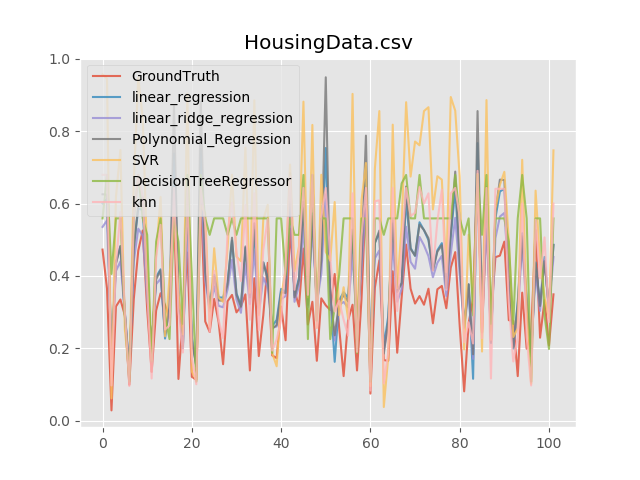 HousingData.csv
1.0
0.8
0.6
0.4
0.2
0.0
GroundTruth
linear_regression
linear_ridge_regression
Polynomial_Regression
SVR
DecisionTreeRegressor
knn
0 20 40 60 80 100